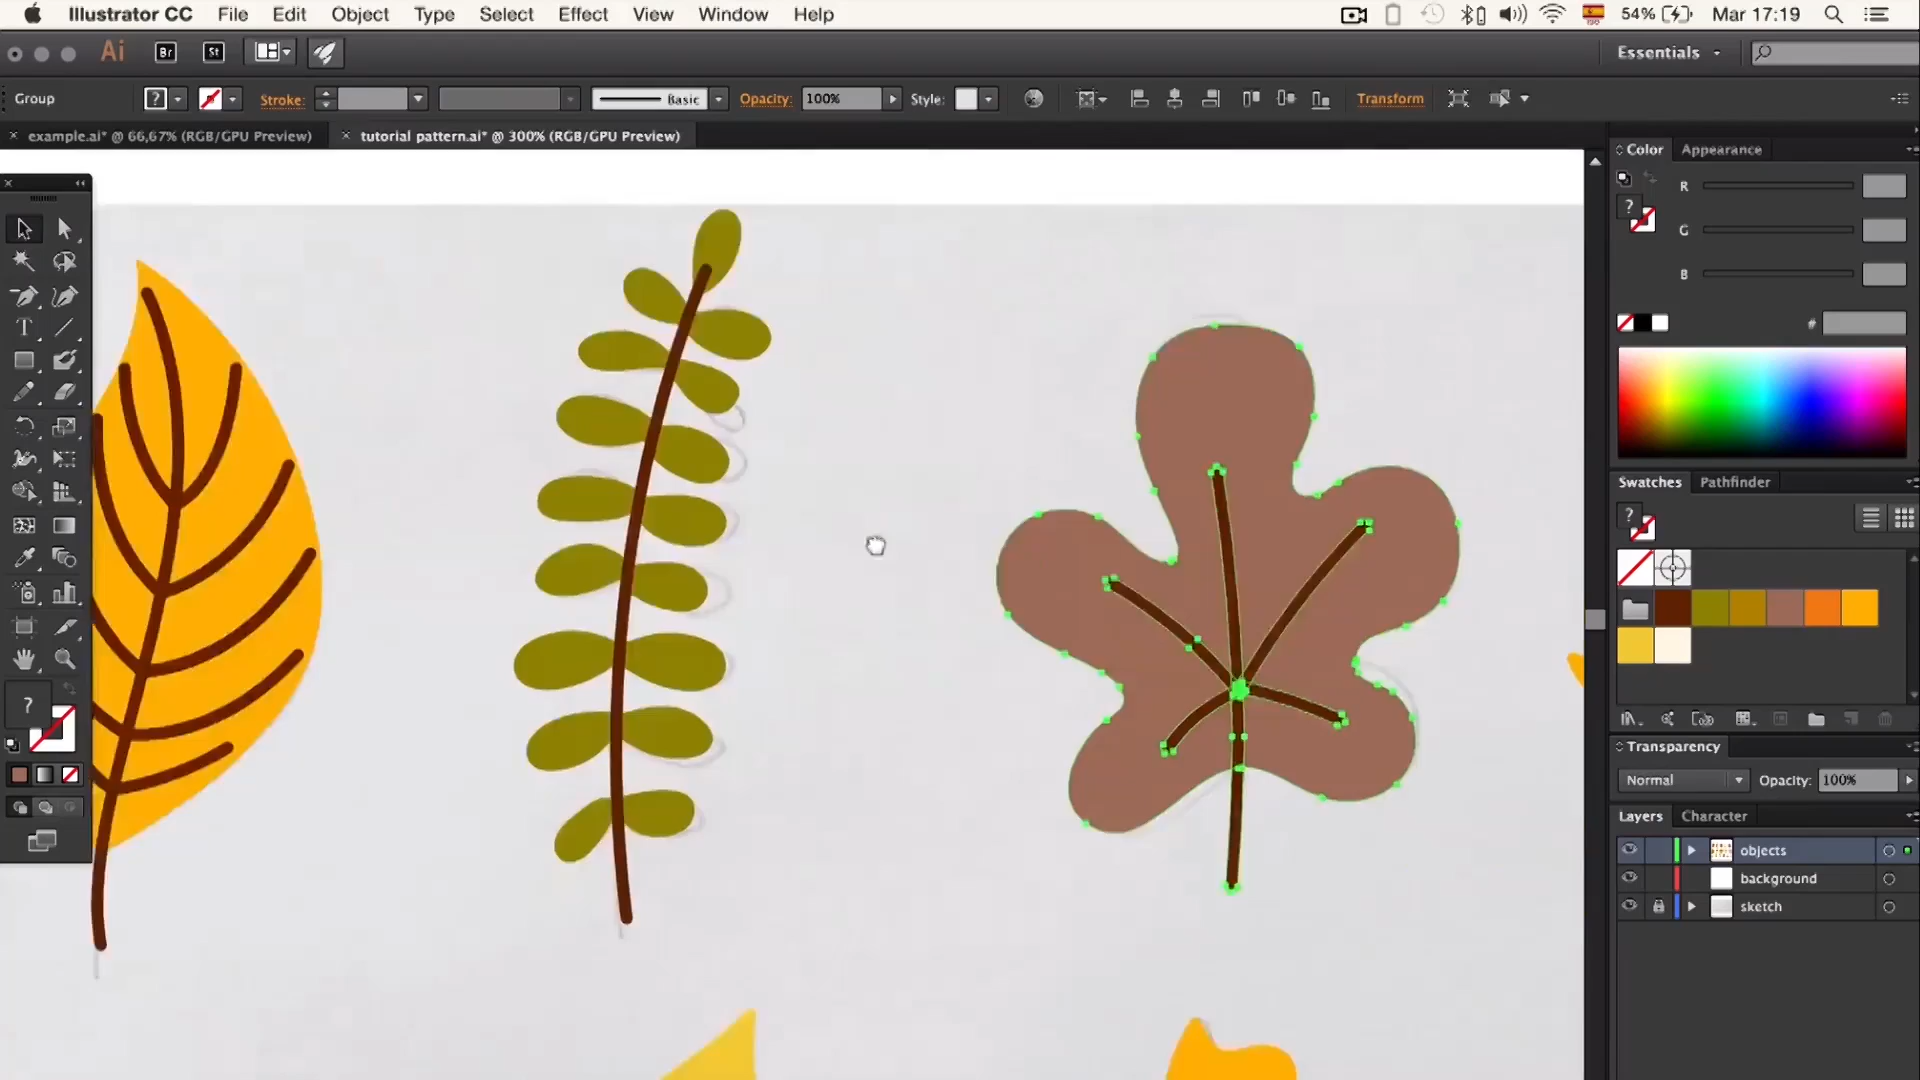 Illustrator CC File Edit Object Type Select Effect View Window Help 54% Mar 17:19
Ai Br St Essentials
Group ? Stroke: Basic Opacity: 100% Style: Transform
example.ai* @ 66,67% (RGB/GPU Preview) tutorial pattern.ai* @ 300% (RGB/GPU Preview)
Color Appearance
R
?
G
B
#
T
Swatches Pathfinder
?
?
Transparency
Normal Opacity: 100%
Layers Character
objects
background
sketch